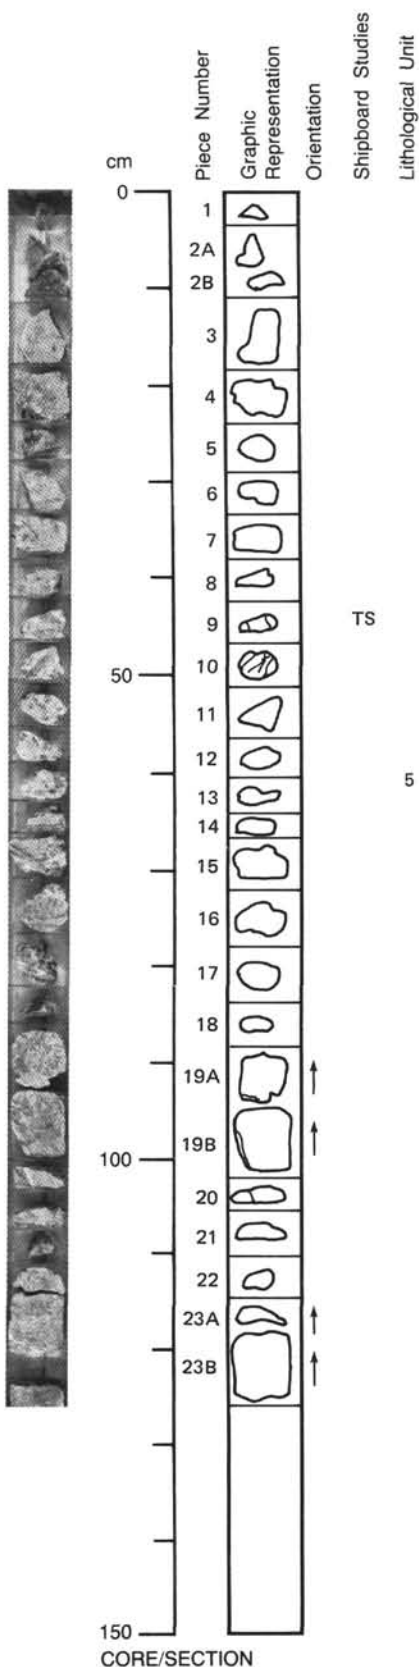 Piece Number
Graphic
Representation
Orientation
Shipboard Studies
Lithological Unit
cm
0
1
2A
2B
3
4
5
6
7
8
9 TS
10
50
11
12
5
13
14
15
16
17
18
19A
19B
100
20
21
22
23A
23B
150
CORE/SECTION